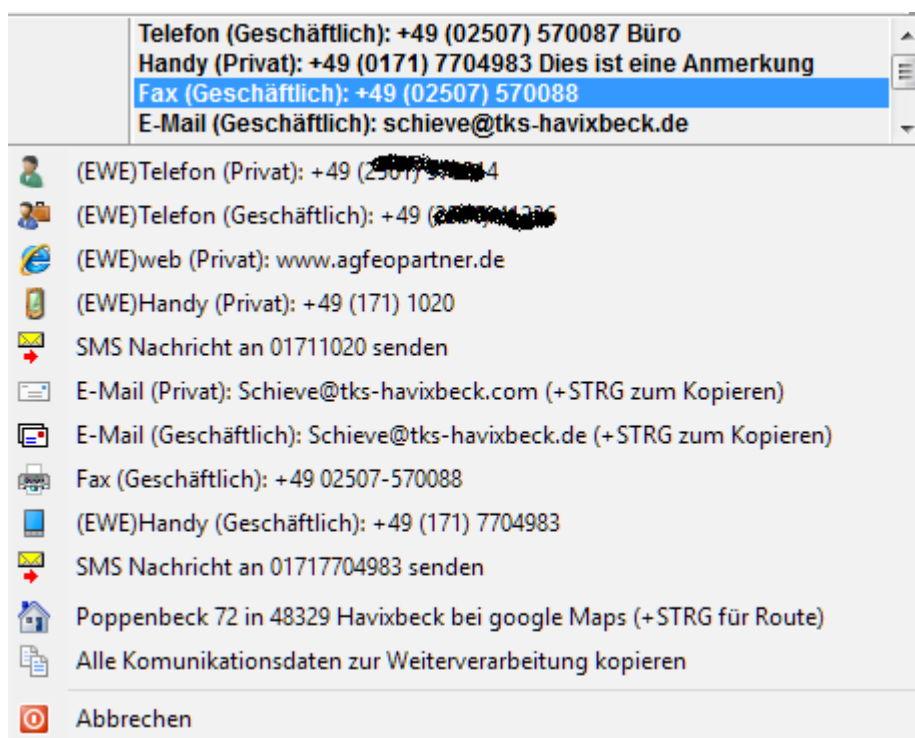 Telefon (Geschäftlich): +49 (02507) 570087 Büro
Handy (Privat): +49 (0171) 7704983 Dies ist eine Anmerkung
Fax (Geschäftlich): +49 (02507) 570088
E-Mail (Geschäftlich): schieve@tks-havixbeck.de
(EWE)Telefon (Privat): +49
(EWE)Telefon (Geschäftlich): +49
(EWE)web (Privat): www.agfeopartner.de
(EWE)Handy (Privat): +49 (171) 1020
SMS Nachricht an 01711020 senden
E-Mail (Privat): Schieve@tks-havixbeck.com (+STRG zum Kopieren)
E-Mail (Geschäftlich): Schieve@tks-havixbeck.de (+STRG zum Kopieren)
Fax (Geschäftlich): +49 02507-570088
(EWE)Handy (Geschäftlich): +49 (171) 7704983
SMS Nachricht an 01717704983 senden
Poppenbeck 72 in 48329 Havixbeck bei google Maps (+STRG für Route)
Alle Komunikationsdaten zur Weiterverarbeitung kopieren
Abbrechen